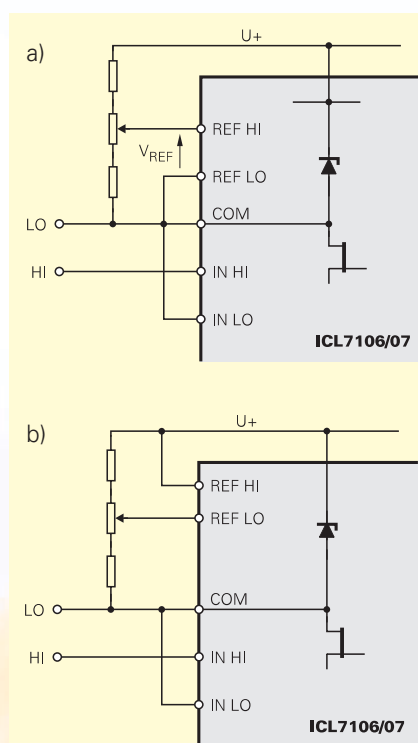 a)
U+
REF HI
VREF
REF LO
COM
LO
HI
IN HI
IN LO
ICL7106/07
b)
U+
REF HI
REF LO
COM
LO
HI
IN HI
IN LO
ICL7106/07